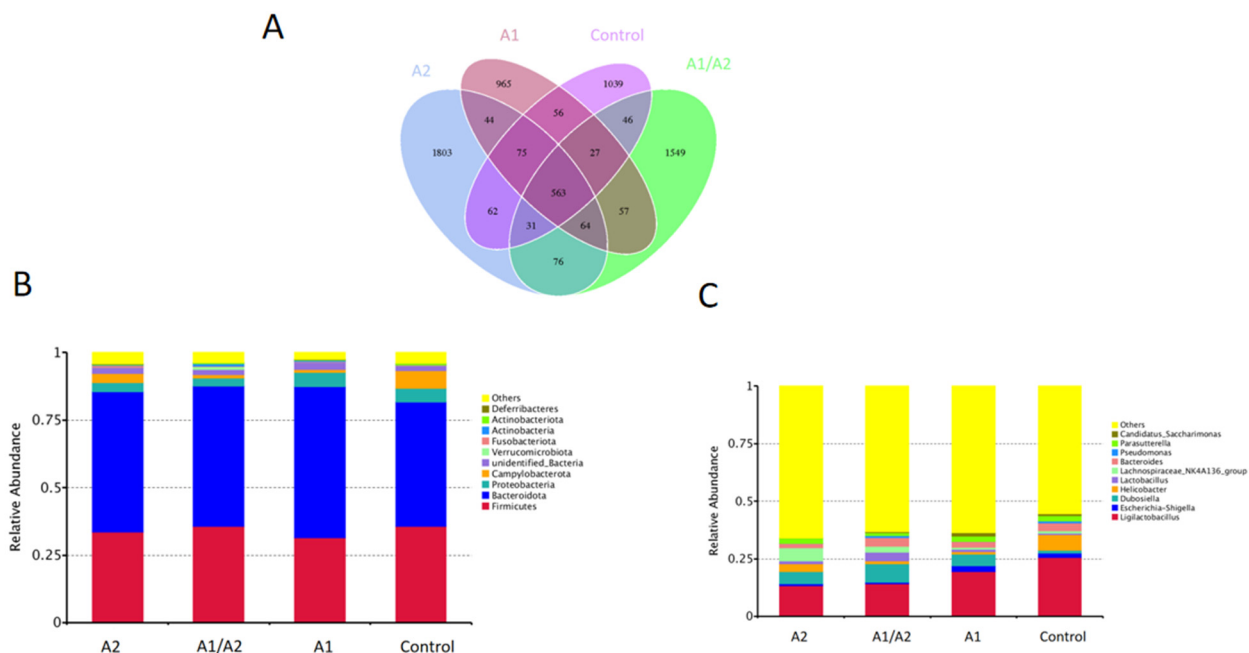 A
A1
Control
A2
A1/A2
965
1039
44
56
46
1803
75
27
1549
563
62
57
31
64
76
B
Relative Abundance
1
0.75
0.5
0.25
0
A2
A1/A2
A1
Control
Others
Deferribacteres
Actinobacteriota
Actinobacteria
Fusobacteriota
Verrucomicrobiota
unidentified_Bacteria
Campylobacterota
Proteobacteria
Bacteroidota
Firmicutes
C
Relative Abundance
1
0.75
0.5
0.25
0
A2
A1/A2
A1
Control
Others
Candidatus_Saccharimonas
Parasutterella
Pseudomonas
Bacteroides
Lachnospiraceae_NK4A136_group
Lactobacillus
Helicobacter
Dubosiella
Escherichia-Shigella
Ligilactobacillus